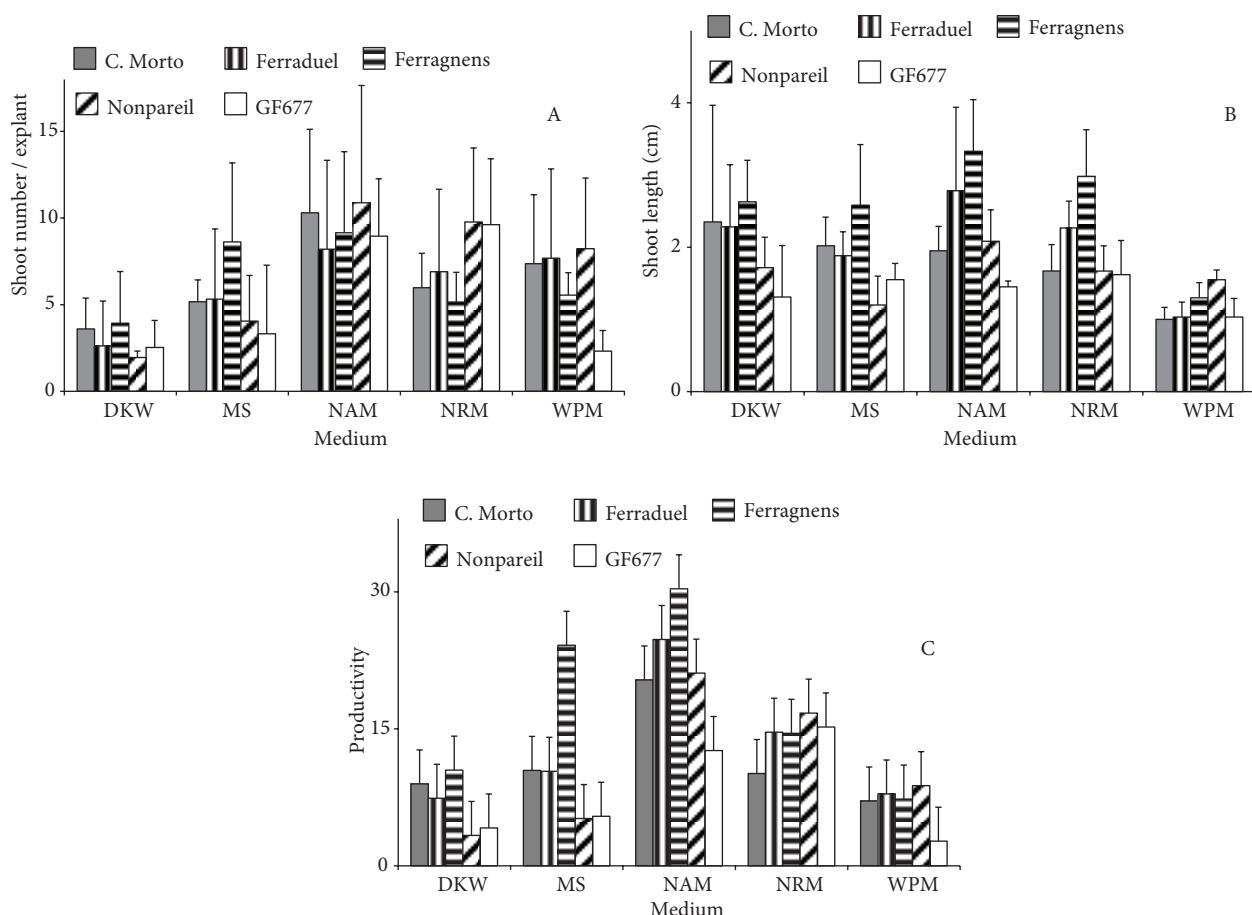 C. Morto Ferraduel Ferragnens
Nonpareil GF677
A
Shoot number / explant
15
10
5
0
DKW MS NAM NRM WPM
Medium
C. Morto Ferraduel Ferragnens
Nonpareil GF677
B
Shoot length (cm)
4
2
0
DKW MS NAM NRM WPM
Medium
C. Morto Ferraduel Ferragnens
Nonpareil GF677
C
Productivity
30
15
0
DKW MS NAM NRM WPM
Medium